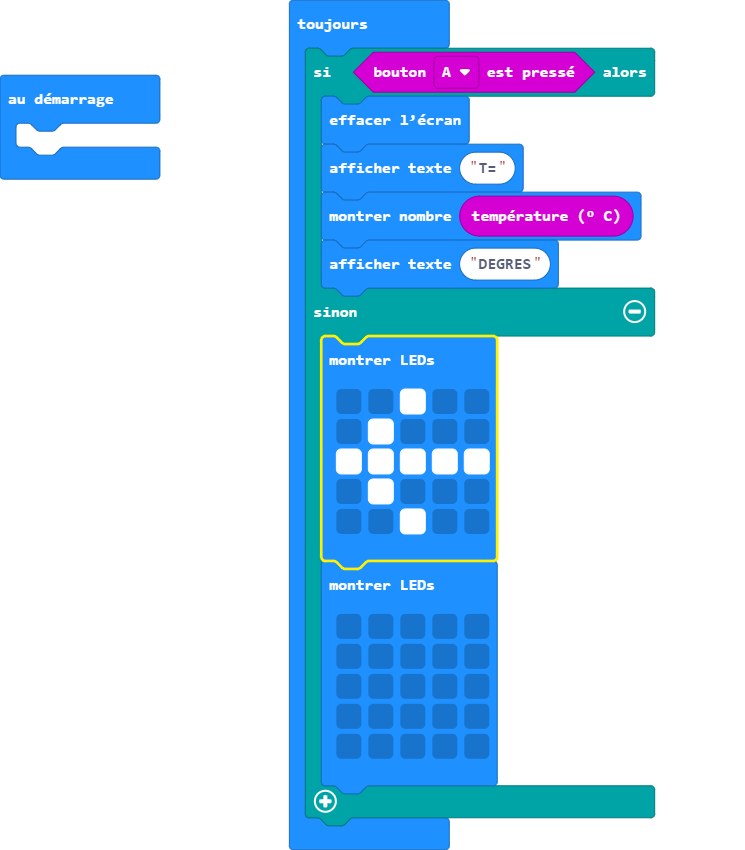 au démarrage
toujours
si bouton A est pressé alors
effacer l'écran
afficher texte "T="
montrer nombre température (º C)
afficher texte "DEGRES"
sinon
montrer LEDs
montrer LEDs